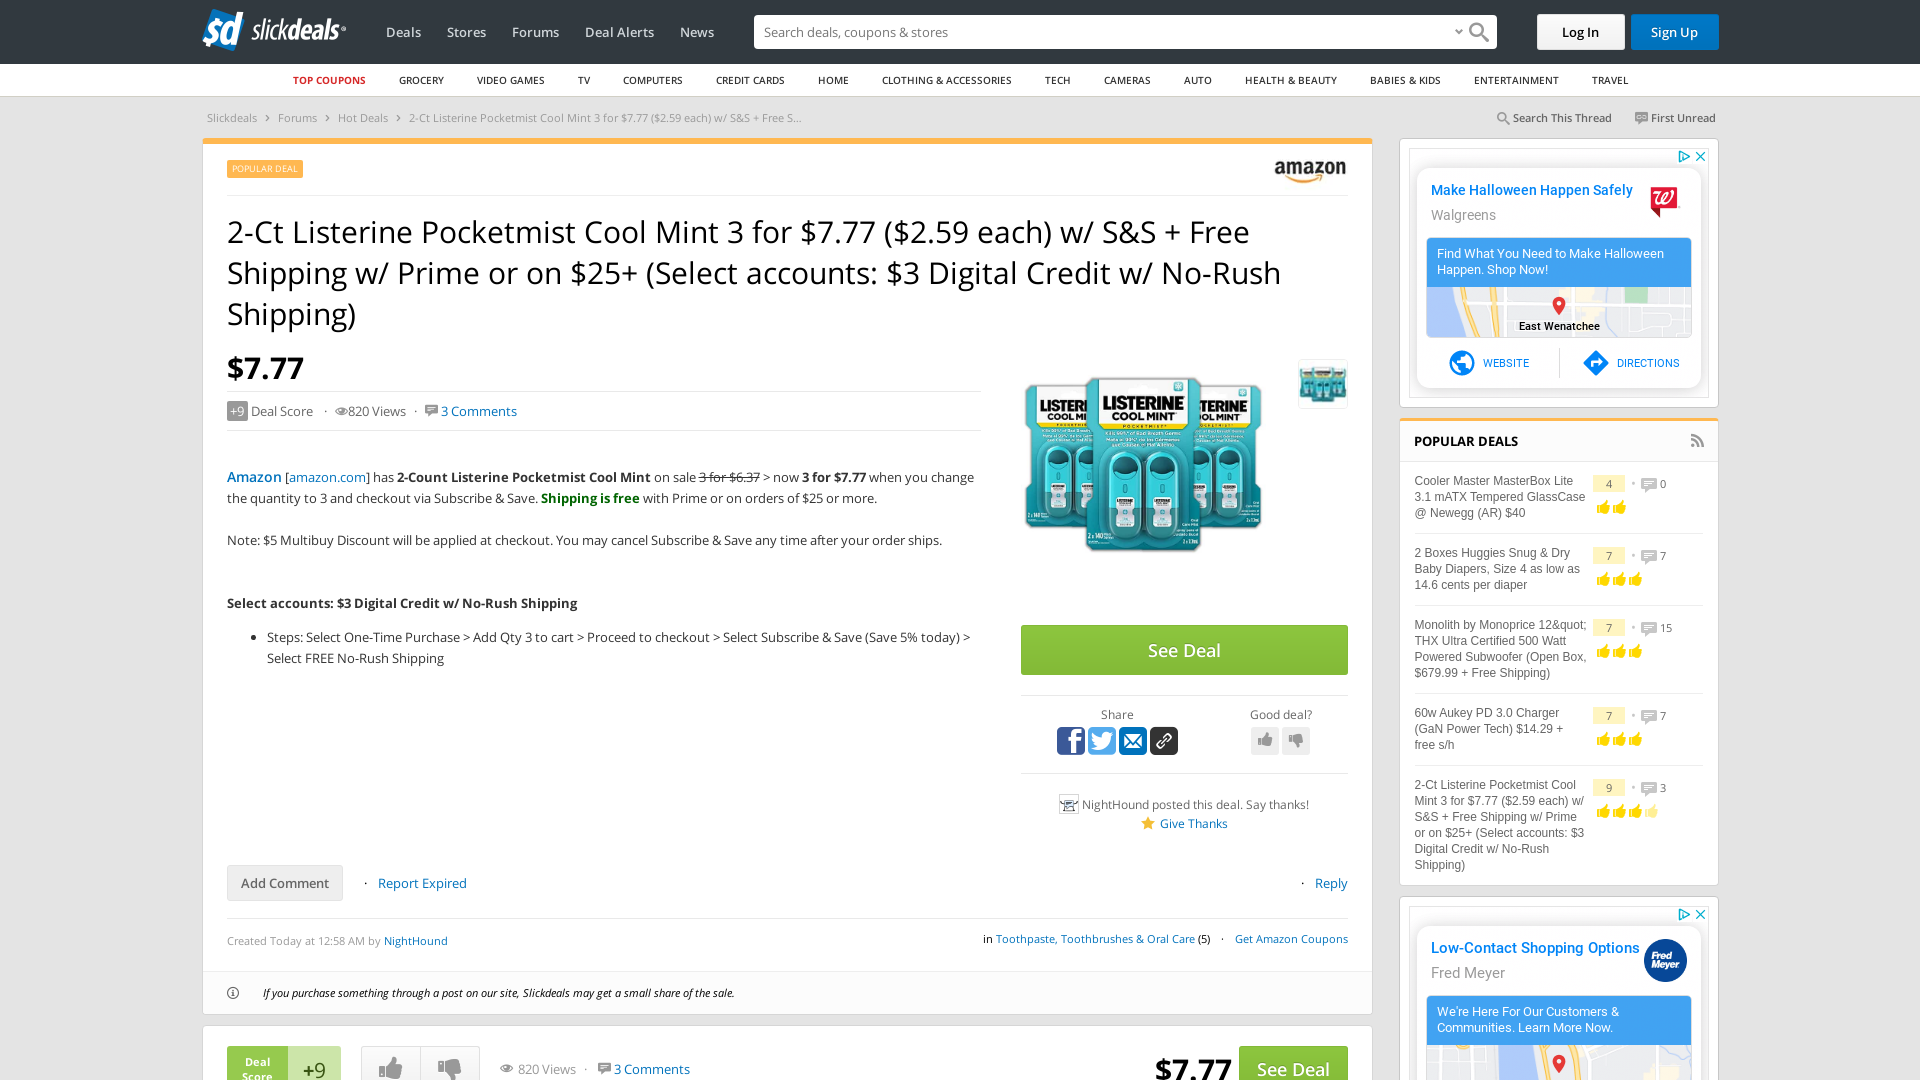 slickdeals
Deals
Stores
Forums
Deal Alerts
News
Search deals, coupons & stores
Log In
Sign Up
TOP COUPONS
GROCERY
VIDEO GAMES
TV
COMPUTERS
CREDIT CARDS
HOME
CLOTHING & ACCESSORIES
TECH
CAMERAS
AUTO
HEALTH & BEAUTY
BABIES & KIDS
ENTERTAINMENT
TRAVEL
Slickdeals › Forums › Hot Deals › 2-Ct Listerine Pocketmist Cool Mint 3 for $7.77 ($2.59 each) w/ S&S + Free S...
Search This Thread
First Unread
POPULAR DEAL
amazon
2-Ct Listerine Pocketmist Cool Mint 3 for $7.77 ($2.59 each) w/ S&S + Free
Shipping w/ Prime or on $25+ (Select accounts: $3 Digital Credit w/ No-Rush
Shipping)
$7.77
+9 Deal Score · 820 Views · 3 Comments
Amazon [amazon.com] has 2-Count Listerine Pocketmist Cool Mint on sale 3 for $6.37 > now 3 for $7.77 when you change
the quantity to 3 and checkout via Subscribe & Save. Shipping is free with Prime or on orders of $25 or more.
Note: $5 Multibuy Discount will be applied at checkout. You may cancel Subscribe & Save any time after your order ships.
Select accounts: $3 Digital Credit w/ No-Rush Shipping
• Steps: Select One-Time Purchase > Add Qty 3 to cart > Proceed to checkout > Select Subscribe & Save (Save 5% today) >
Select FREE No-Rush Shipping
LISTERINE
COOL MINT
POCKETMIST
See Deal
Share
Good deal?
NightHound posted this deal. Say thanks!
Give Thanks
Add Comment
· Report Expired
· Reply
Created Today at 12:58 AM by NightHound
in Toothpaste, Toothbrushes & Oral Care (5) · Get Amazon Coupons
If you purchase something through a post on our site, Slickdeals may get a small share of the sale.
Deal
Score
+9
820 Views · 3 Comments
$7.77
See Deal
Make Halloween Happen Safely
Walgreens
Find What You Need to Make Halloween
Happen. Shop Now!
East Wenatchee
WEBSITE
DIRECTIONS
POPULAR DEALS
Cooler Master MasterBox Lite
3.1 mATX Tempered GlassCase
@ Newegg (AR) $40
4 • 0
2 Boxes Huggies Snug & Dry
Baby Diapers, Size 4 as low as
14.6 cents per diaper
7 • 7
Monolith by Monoprice 12&quot;
THX Ultra Certified 500 Watt
Powered Subwoofer (Open Box,
$679.99 + Free Shipping)
7 • 15
60w Aukey PD 3.0 Charger
(GaN Power Tech) $14.29 +
free s/h
7 • 7
2-Ct Listerine Pocketmist Cool
Mint 3 for $7.77 ($2.59 each) w/
S&S + Free Shipping w/ Prime
or on $25+ (Select accounts: $3
Digital Credit w/ No-Rush
Shipping)
9 • 3
Low-Contact Shopping Options
Fred Meyer
Fred
Meyer
We're Here For Our Customers &
Communities. Learn More Now.